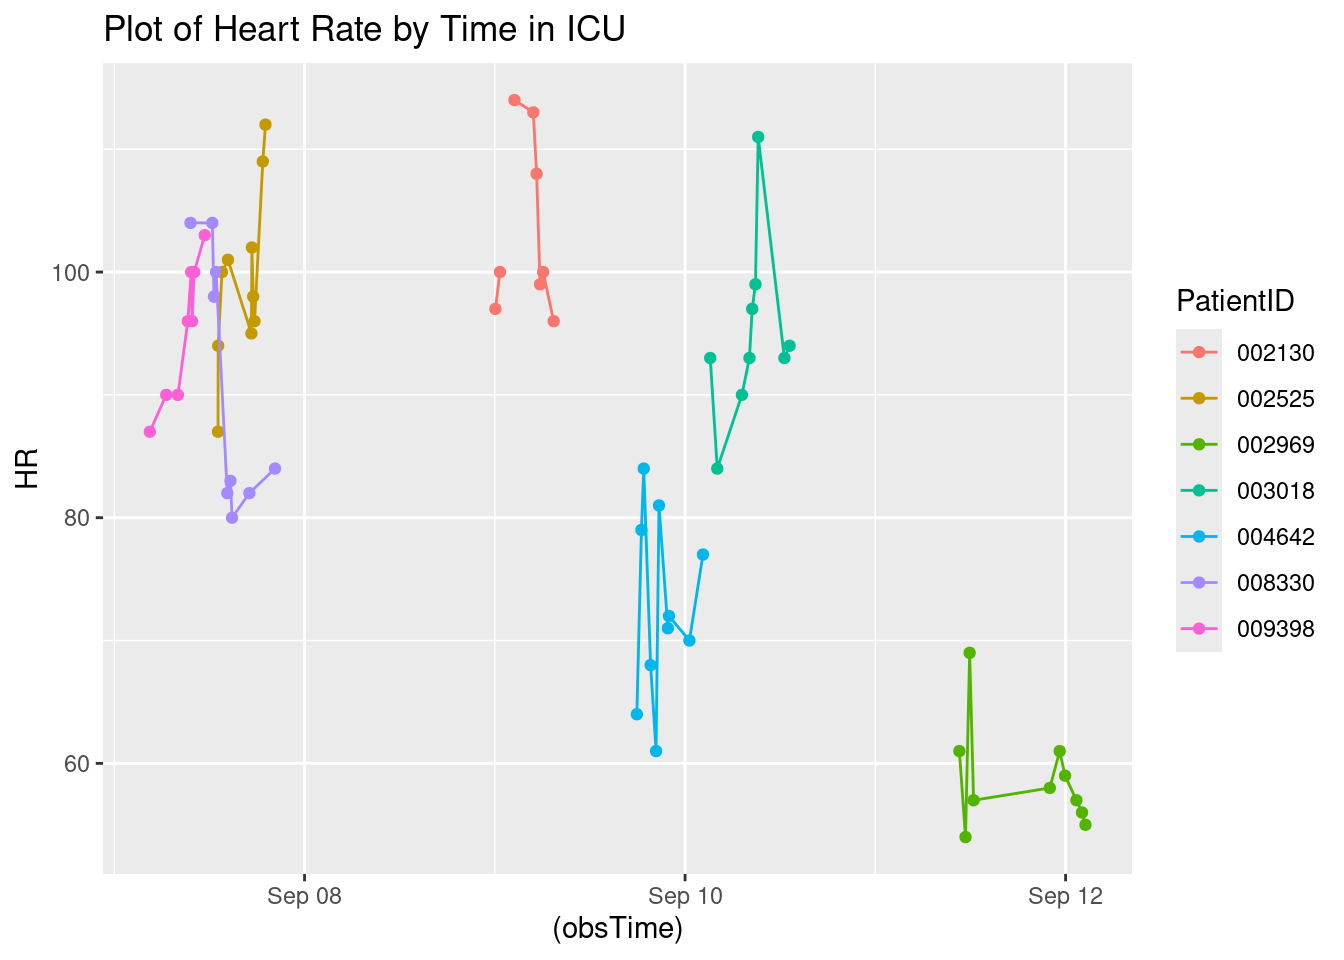 Plot of Heart Rate by Time in ICU
HR
100
80
60
Sep 08
Sep 10
Sep 12
(obsTime)
PatientID
002130
002525
002969
003018
004642
008330
009398